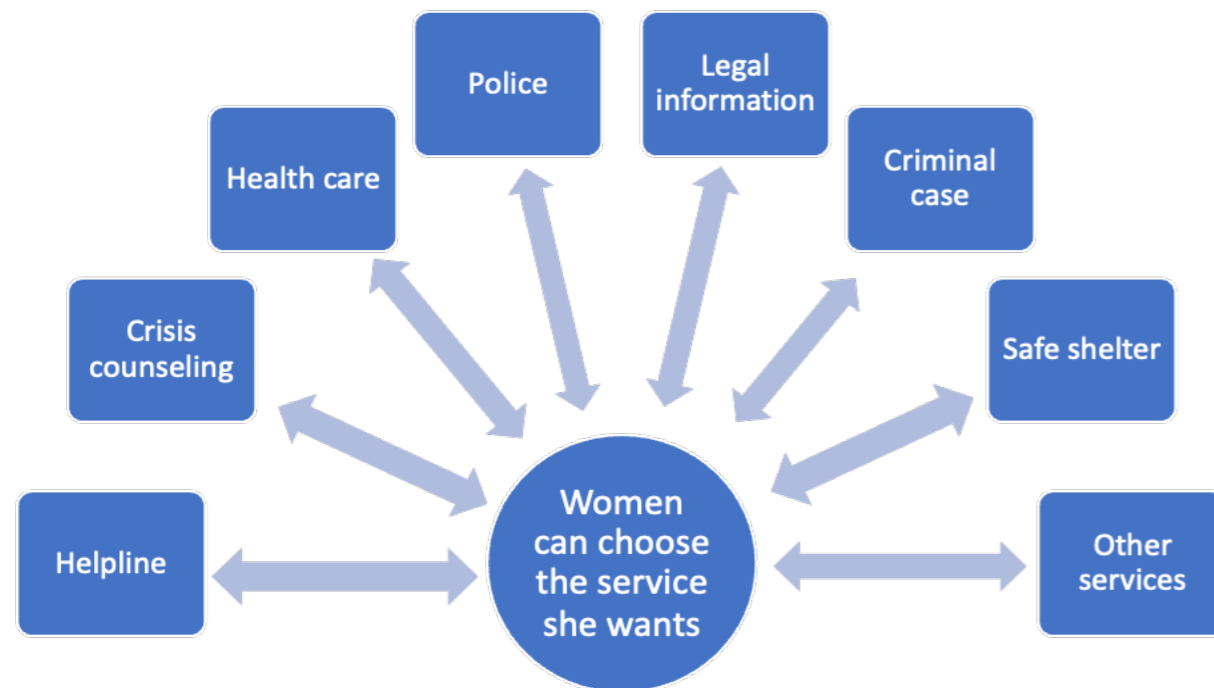 Police
Legal
information
Health care
Criminal
case
Crisis
counseling
Safe shelter
Helpline
Women
can choose
the service
she wants
Other
services